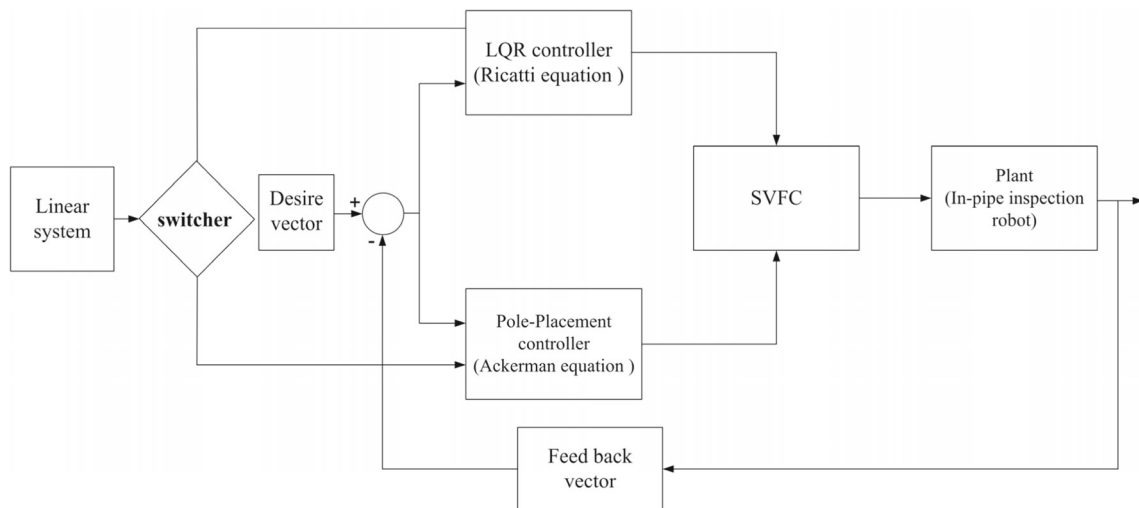 LQR controller
(Ricatti equation )
Linear
system
switcher
Desire
vector
+
-
SVFC
Plant
(In-pipe inspection
robot)
Pole-Placement
controller
(Ackerman equation )
Feed back
vector